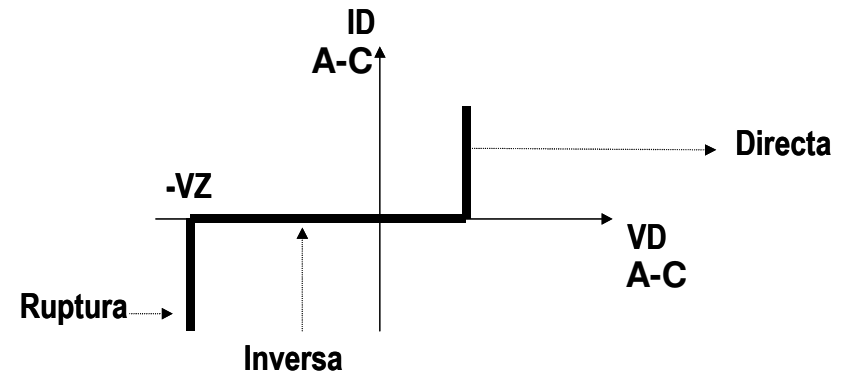 ID
A-C
Directa
-VZ
VD
A-C
Ruptura
Inversa